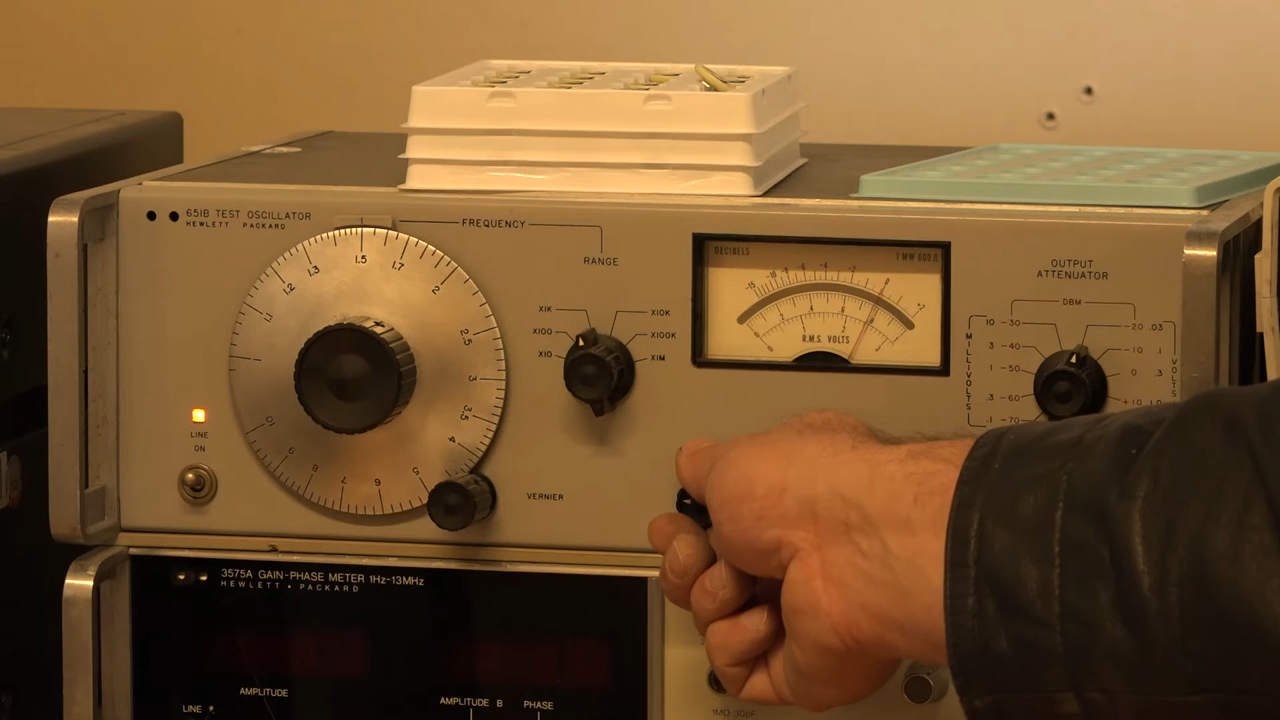 651B TEST OSCILLATOR
HEWLETT PACKARD
FREQUENCY
RANGE
X1K
X10K
X100
X100K
X10
X1M
1
1.1
1.2
1.3
1.5
1.7
2
2.5
3
3.5
4
5
6
7
8
9
10
LINE
ON
VERNIER
DECIBELS
1 MW 600Ω
R.M.S. VOLTS
OUTPUT
ATTENUATOR
DBM
10 -30
-20 .03
3 -40
-10 .1
1 -50
0 .3
.3 -60
+10 1.0
.1 -70
MILLIVOLTS
VOLTS
3575A GAIN-PHASE METER 1Hz-13MHz
HEWLETT • PACKARD
AMPLITUDE
LINE
AMPLITUDE B
PHASE